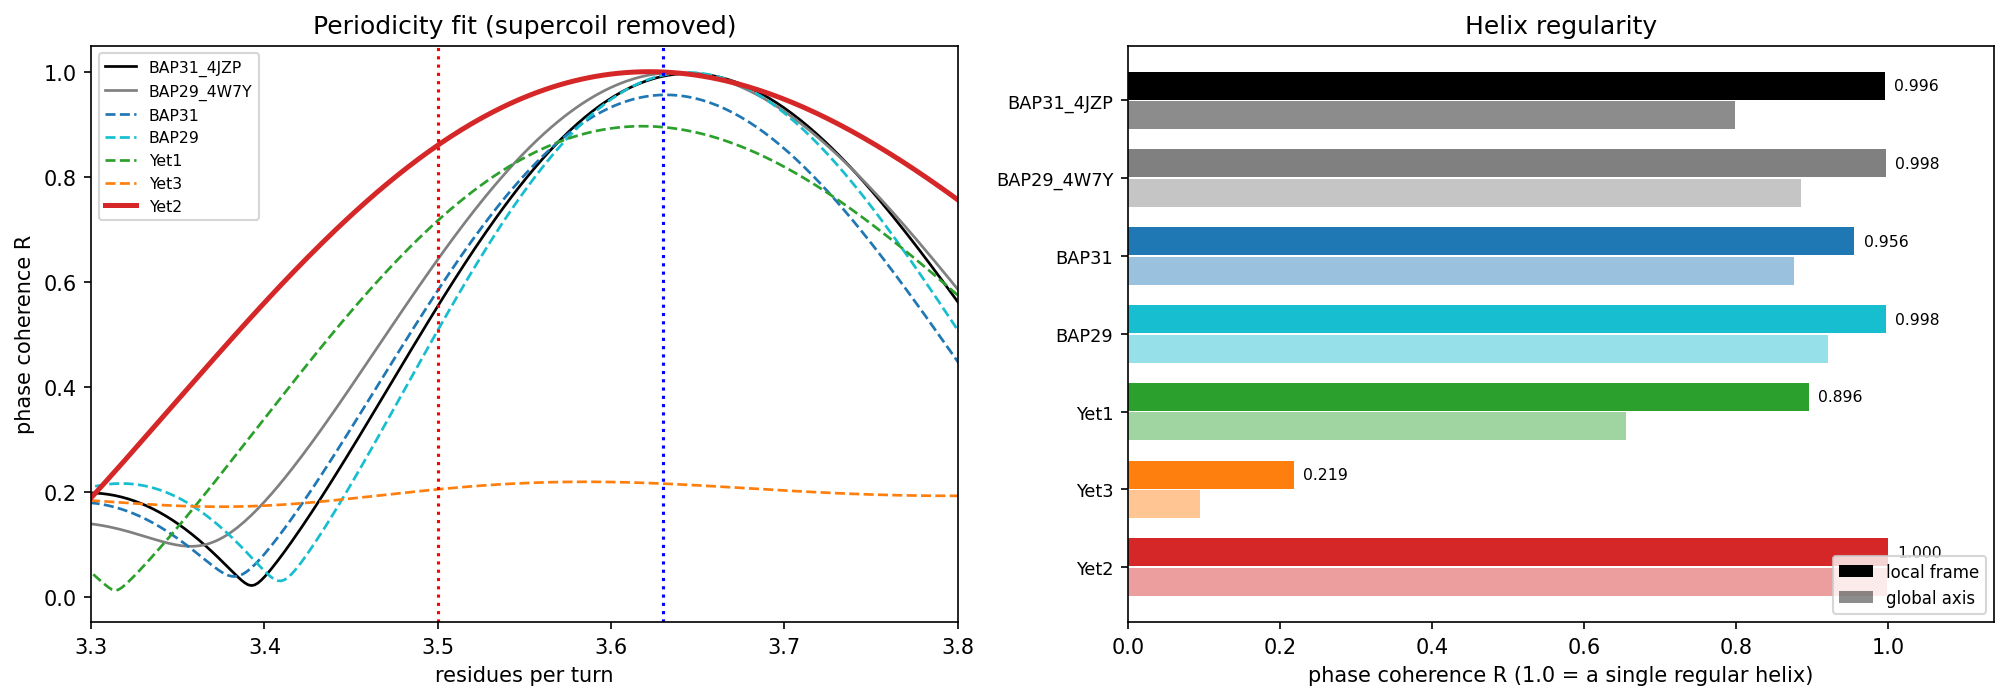 Periodicity fit (supercoil removed)
1.0
0.8
0.6
0.4
0.2
0.0
phase coherence R
BAP31_4JZP
BAP29_4W7Y
BAP31
BAP29
Yet1
Yet3
Yet2
3.3
3.4
3.5
3.6
3.7
3.8
residues per turn
Helix regularity
BAP31_4JZP
0.996
BAP29_4W7Y
0.998
BAP31
0.956
BAP29
0.998
Yet1
0.896
Yet3
0.219
Yet2
1.000
local frame
global axis
0.0
0.2
0.4
0.6
0.8
1.0
phase coherence R (1.0 = a single regular helix)